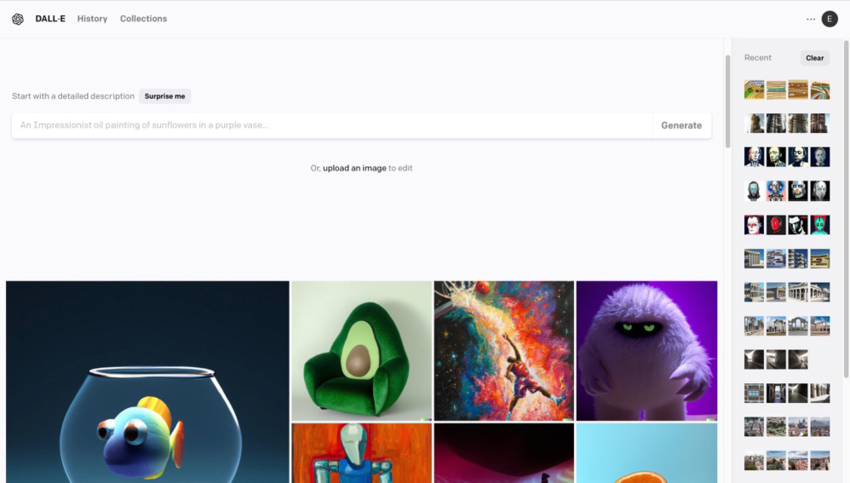 DALL·E History Collections
E
Recent Clear
Start with a detailed description Surprise me
An Impressionist oil painting of sunflowers in a purple vase...
Generate
Or, upload an image to edit